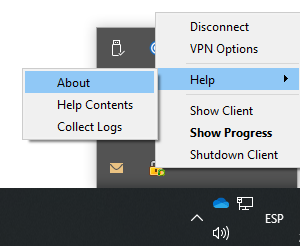 Disconnect
VPN Options
Help
About
Help Contents
Collect Logs
Show Client
Show Progress
Shutdown Client
ESP